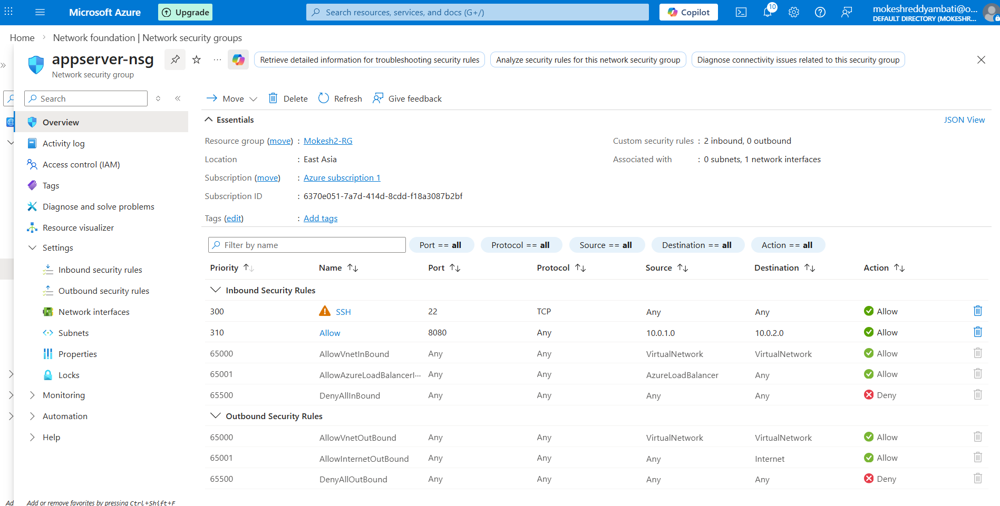 Microsoft Azure
Upgrade
Search resources, services, and docs (G+/)
Copilot
10
mokeshreddyambati@o...
DEFAULT DIRECTORY (MOKESHR...
Home > Network foundation | Network security groups
appserver-nsg
Network security group
Retrieve detailed information for troubleshooting security rules
Analyze security rules for this network security group
Diagnose connectivity issues related to this security group
Search
Overview
Activity log
Access control (IAM)
Tags
Diagnose and solve problems
Resource visualizer
Settings
Inbound security rules
Outbound security rules
Network interfaces
Subnets
Properties
Locks
Monitoring
Automation
Help
Ad
Add or remove favorites by pressing Ctrl+Shift+F
Move Delete Refresh Give feedback
Essentials
JSON View
Resource group (move) : Mokesh2-RG
Location : East Asia
Subscription (move) : Azure subscription 1
Subscription ID : 6370e051-7a7d-414d-8cdd-f18a3087b2bf
Tags (edit) : Add tags
Custom security rules : 2 inbound, 0 outbound
Associated with : 0 subnets, 1 network interfaces
Filter by name Port == all Protocol == all Source == all Destination == all Action == all
Priority Name Port Protocol Source Destination Action
Inbound Security Rules
300 SSH 22 TCP Any Any Allow
310 Allow 8080 Any 10.0.1.0 10.0.2.0 Allow
65000 AllowVnetInBound Any Any VirtualNetwork VirtualNetwork Allow
65001 AllowAzureLoadBalancerI··· Any Any AzureLoadBalancer Any Allow
65500 DenyAllInBound Any Any Any Any Deny
Outbound Security Rules
65000 AllowVnetOutBound Any Any VirtualNetwork VirtualNetwork Allow
65001 AllowInternetOutBound Any Any Any Internet Allow
65500 DenyAllOutBound Any Any Any Any Deny